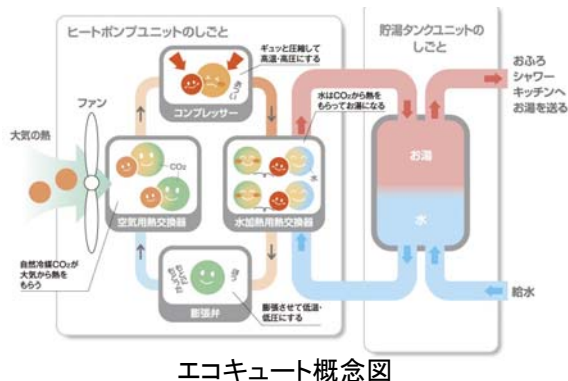 ヒートポンプユニットのしごと
貯湯タンクユニットの
しごと
ギュッと圧縮して
高温・高圧にする
コンプレッサー
水はCO₂から熱を
もらってお湯になる
おふろ
シャワー
キッチンへ
お湯を送る
ファン
大気の熱
CO₂
水
お湯
空気用熱交換器
水加熱用熱交換器
水
自然冷媒CO₂が
大気から熱を
もらう
膨張弁
膨張させて低温・
低圧にする
給水
エコキュート概念図